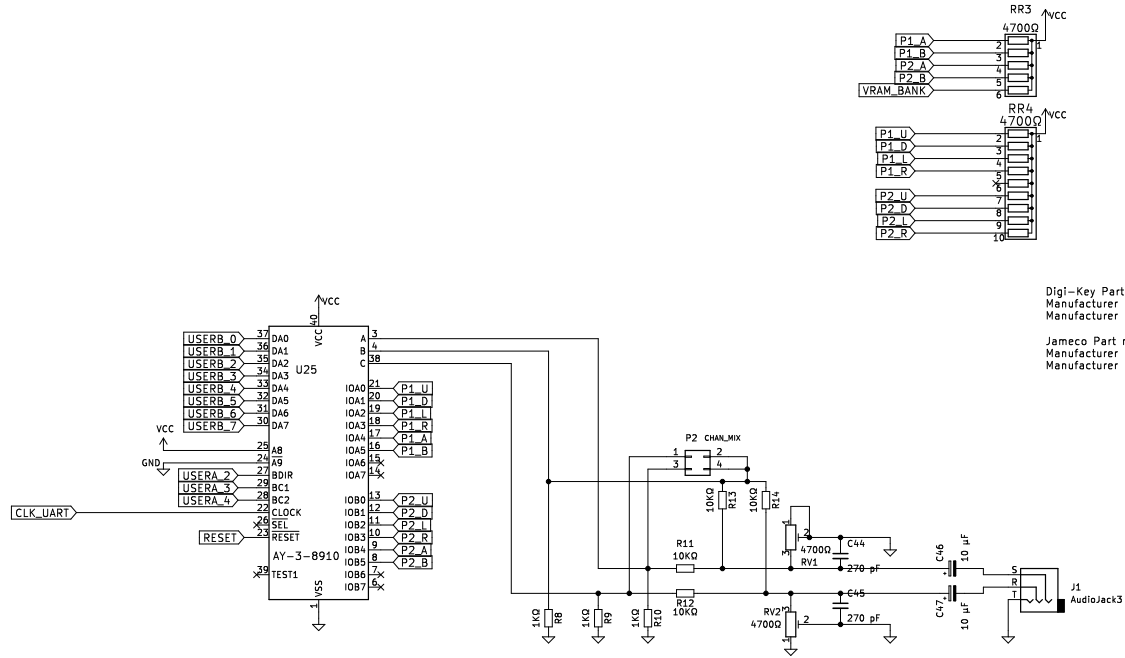 RR3
VCC
4700Ω
P1_A
2
1
P1_B
3
P2_A
4
P2_B
5
VRAM_BANK
6
RR4
VCC
4700Ω
P1_U
2
1
P1_D
3
P1_L
4
P1_R
5
6
P2_U
7
P2_D
8
P2_L
9
P2_R
10
Digi-Key Part
Manufacturer
Manufacturer
Jameco Part
Manufacturer
Manufacturer
VCC
40
VCC
USERB_0 37 DA0 A 3
USERB_1 36 DA1 B 4
USERB_2 35 DA2 C 38
USERB_3 34 DA3 U25
USERB_4 33 DA4 IOA0 21 P1_U
USERB_5 32 DA5 IOA1 20 P1_D
USERB_6 31 DA6 IOA2 19 P1_L
USERB_7 30 DA7 IOA3 18 P1_R
VCC IOA4 17 P1_A
25 A8 IOA5 16 P1_B
GND 24 A9 IOA6 15
USERA_2 27 BDIR IOA7 14
USERA_3 29 BC1
USERA_4 28 BC2 IOB0 13 P2_U
CLK_UART 22 CLOCK IOB1 12 P2_D
26 SEL IOB2 11 P2_L
RESET 23 RESET IOB3 10 P2_R
AY-3-8910 IOB4 9 P2_A
IOB5 8 P2_B
39 TEST1 IOB6 7
IOB7 6
VSS
1
P2 CHAN_MIX
1 2
3 4
10KΩ R13
10KΩ R14
R11
10KΩ
R12
10KΩ
1
2
3
4700Ω
RV1
C44
270 pF
C45
270 pF
RV2
4700Ω
3
2
1
1KΩ R8
1KΩ R9
1KΩ R10
C46
10 µF
+
C47
10 µF
+
S
R
T
J1
AudioJack3